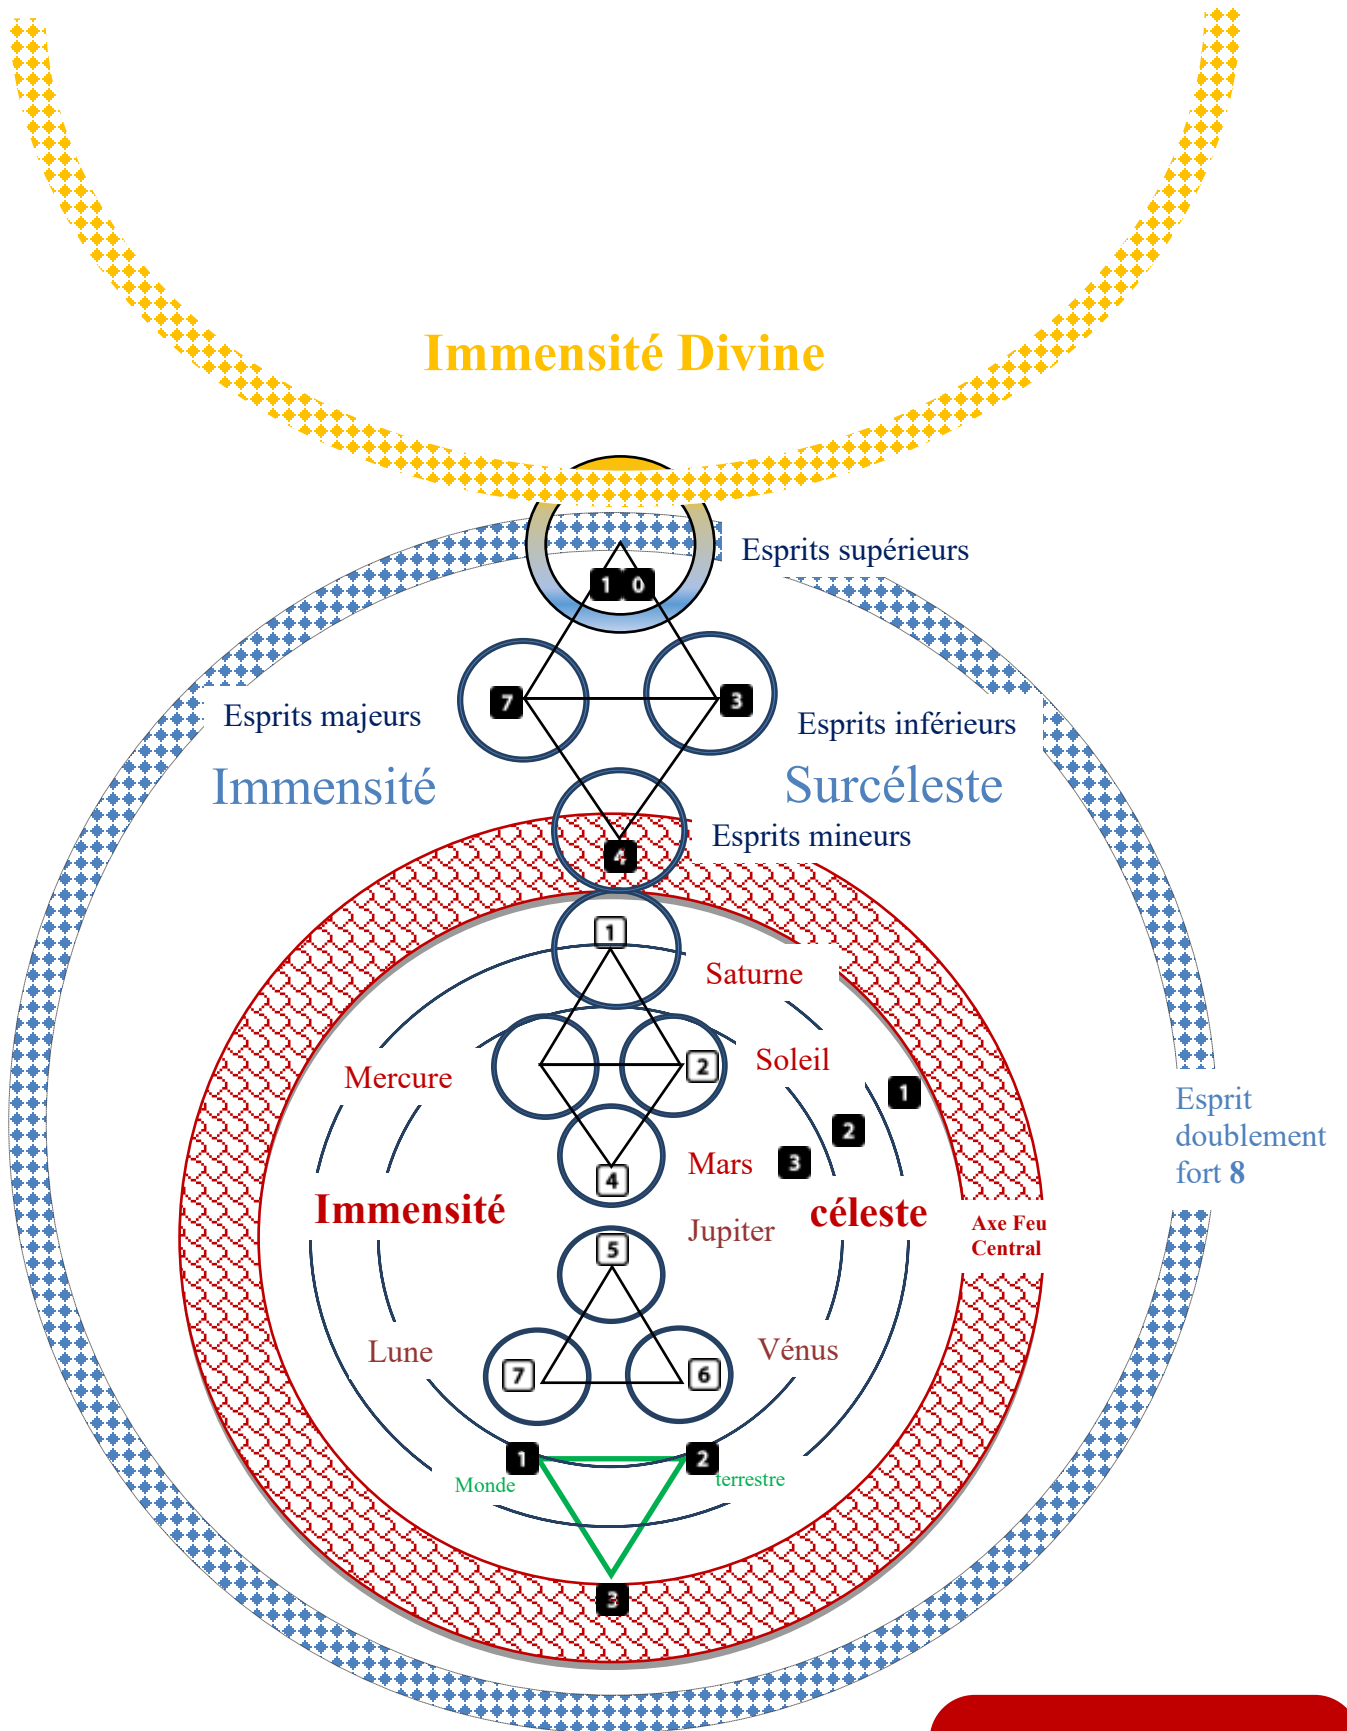 Immensité Divine
Esprits supérieurs
1 0
7
3
Esprits majeurs
Esprits inférieurs
Immensité
Surcéleste
Esprits mineurs
4
1
Saturne
Mercure
2
Soleil
1
2
3
Esprit
doublement
fort 8
Mars
4
Immensité
céleste
Jupiter
Axe Feu
Central
5
Lune
Vénus
7
6
1
2
Monde
terrestre
3